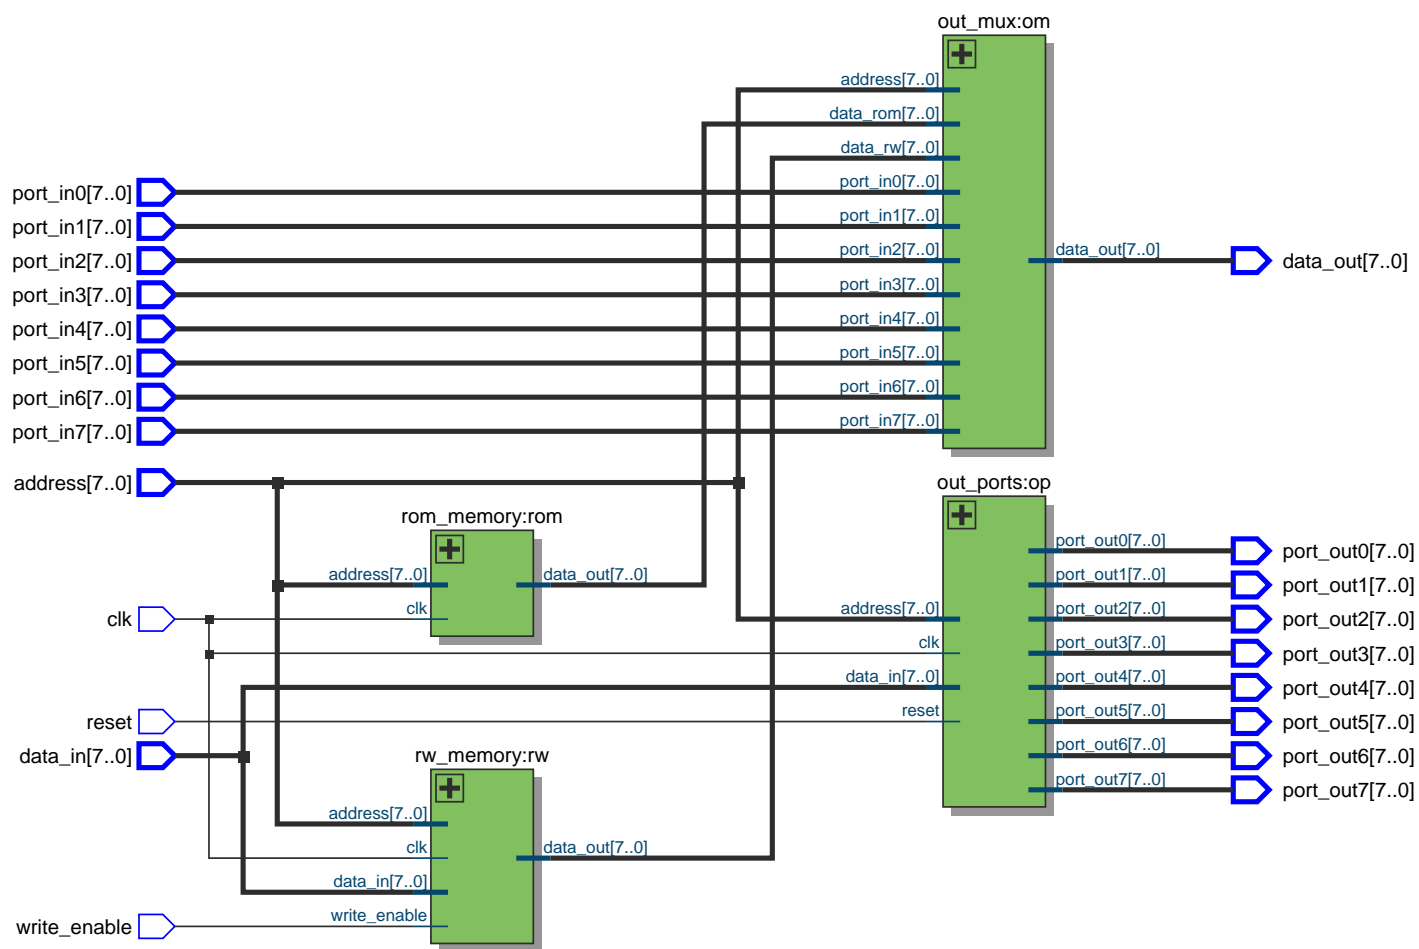 out_mux:om
address[7..0]
data_rom[7..0]
data_rw[7..0]
port_in0[7..0]
port_in0[7..0]
port_in1[7..0]
port_in1[7..0]
port_in2[7..0]
port_in2[7..0]
data_out[7..0]
data_out[7..0]
port_in3[7..0]
port_in3[7..0]
port_in4[7..0]
port_in4[7..0]
port_in5[7..0]
port_in5[7..0]
port_in6[7..0]
port_in6[7..0]
port_in7[7..0]
port_in7[7..0]
address[7..0]
out_ports:op
rom_memory:rom
port_out0[7..0]
port_out0[7..0]
address[7..0]
data_out[7..0]
port_out1[7..0]
port_out1[7..0]
clk
clk
address[7..0]
port_out2[7..0]
port_out2[7..0]
clk
port_out3[7..0]
port_out3[7..0]
data_in[7..0]
port_out4[7..0]
port_out4[7..0]
reset
reset
port_out5[7..0]
port_out5[7..0]
data_in[7..0]
rw_memory:rw
port_out6[7..0]
port_out6[7..0]
port_out7[7..0]
port_out7[7..0]
address[7..0]
clk
data_out[7..0]
data_in[7..0]
write_enable
write_enable